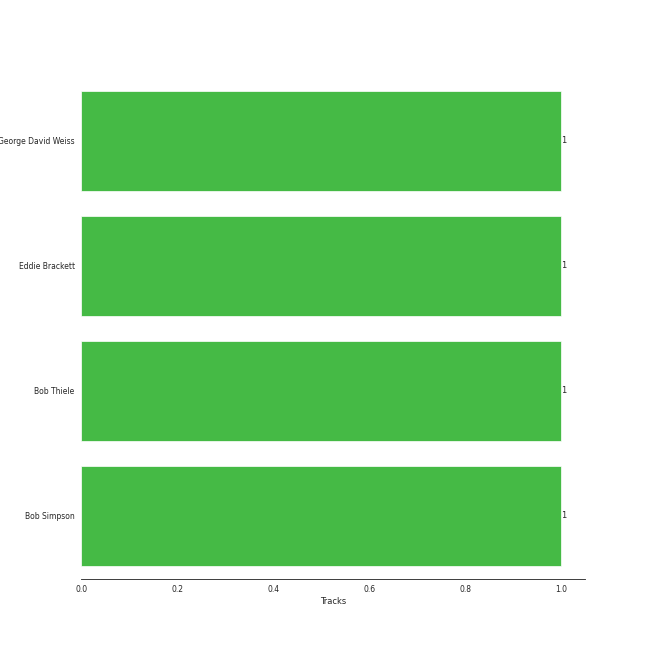 George David Weiss 1
Eddie Brackett 1
Bob Thiele 1
Bob Simpson 1
0.0 0.2 0.4 0.6 0.8 1.0
Tracks